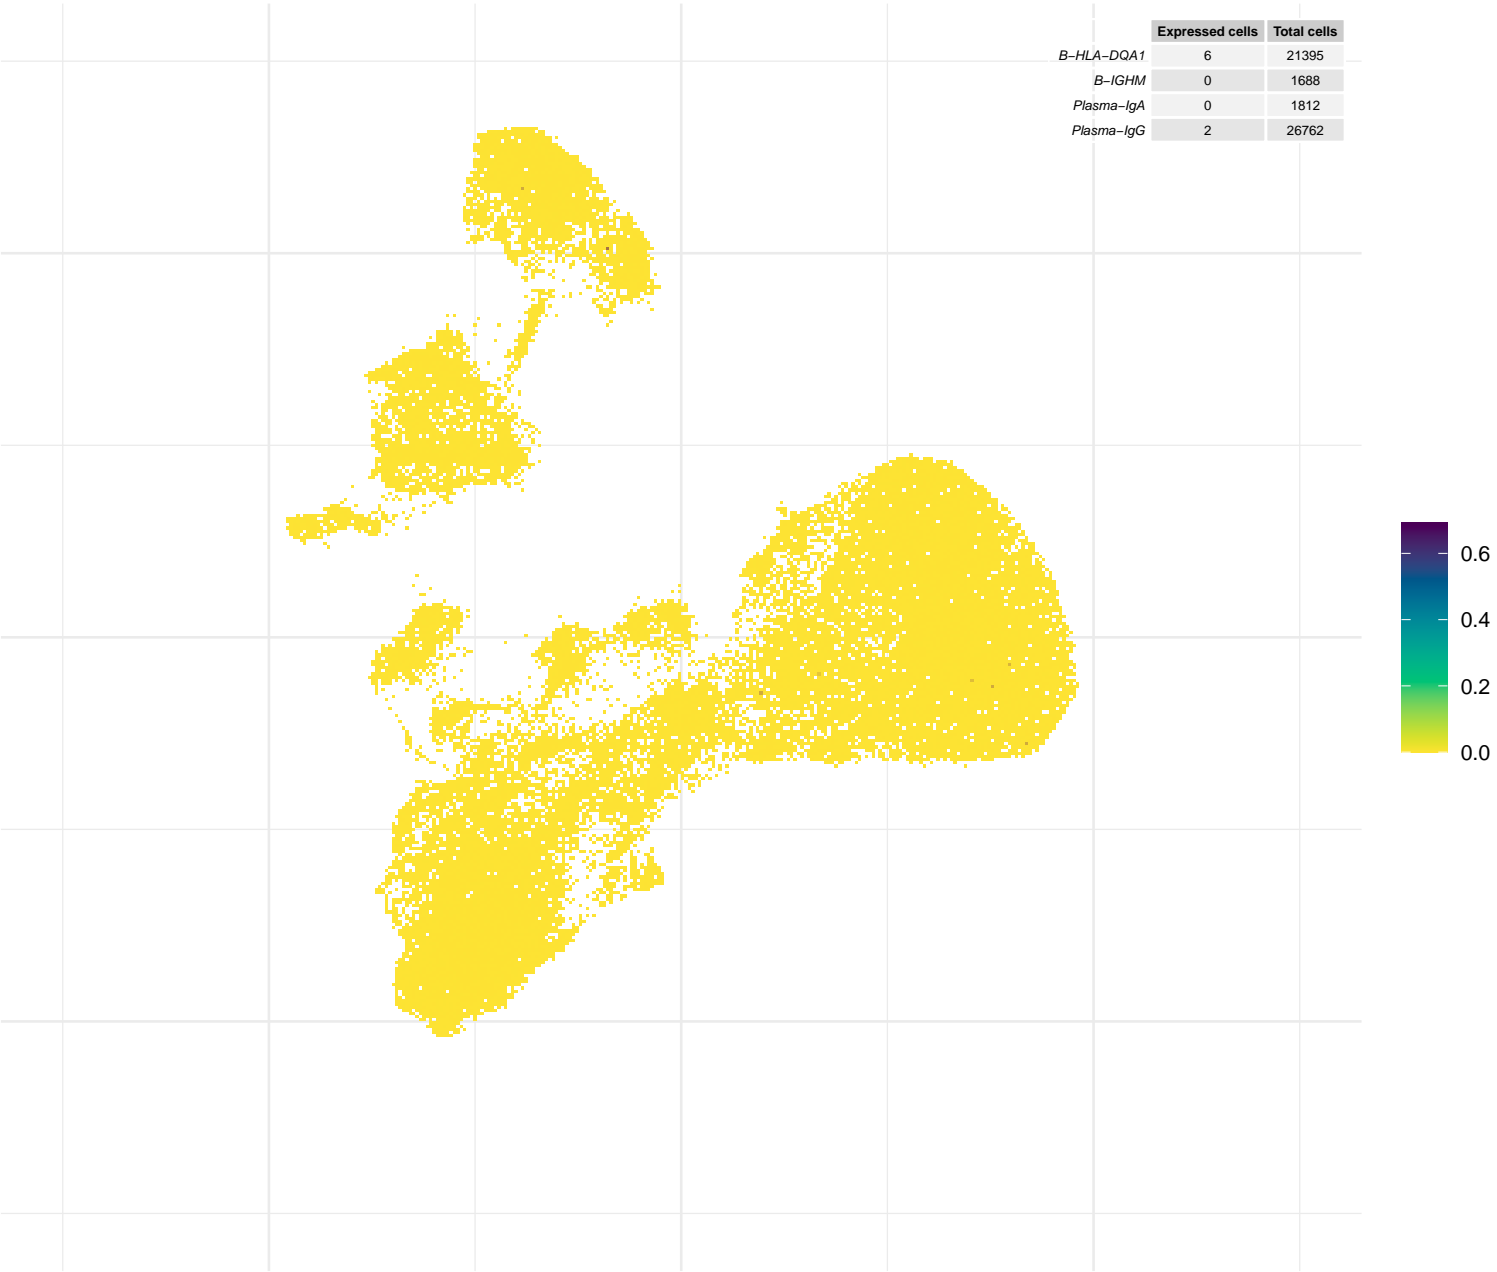 Expressed cells Total cells
B−HLA−DQA1 6 21395
B−IGHM 0 1688
Plasma−IgA 0 1812
Plasma−IgG 2 26762
0.6
0.4
0.2
0.0